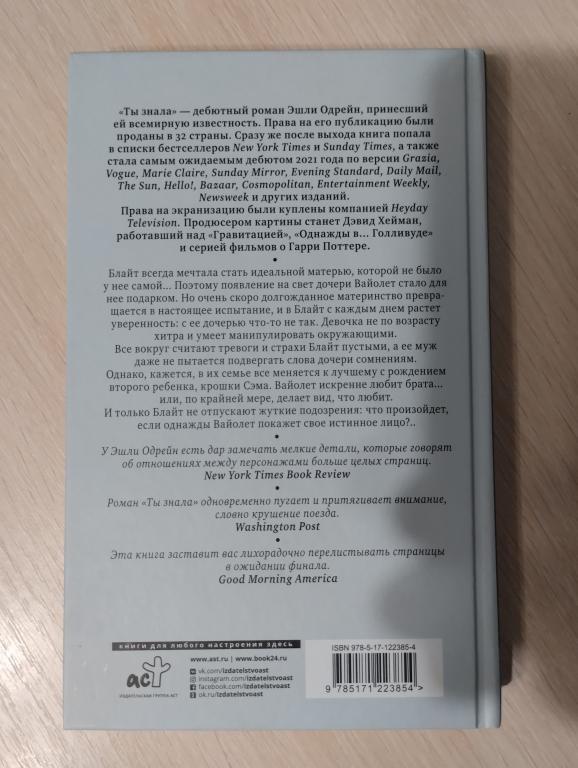 «Ты знала» — дебютный роман Эшли Одрейн, принесший
ей всемирную известность. Права на его публикацию были
проданы в 32 страны. Сразу же после выхода книга попала
в списки бестселлеров New York Times и Sunday Times, а также
стала самым ожидаемым дебютом 2021 года по версии Grazia,
Vogue, Marie Claire, Sunday Mirror, Evening Standard, Daily Mail,
The Sun, Hello!, Bazaar, Cosmopolitan, Entertainment Weekly,
Newsweek и других изданий.
Права на экранизацию были куплены компанией Heyday
Television. Продюсером картины станет Дэвид Хейман,
работавший над «Гравитацией», «Однажды в... Голливуде»
и серией фильмов о Гарри Поттере.
•
Блайт всегда мечтала стать идеальной матерью, которой не было
у нее самой... Поэтому появление на свет дочери Вайолет стало для
нее подарком. Но очень скоро долгожданное материнство превра-
щается в настоящее испытание, и в Блайт с каждым днем растет
уверенность: с ее дочерью что-то не так. Девочка не по возрасту
хитра и умеет манипулировать окружающими.
Все вокруг считают тревоги и страхи Блайт пустыми, а ее муж
даже не пытается подвергать слова дочери сомнениям.
Однако, кажется, в их семье все меняется к лучшему с рождением
второго ребенка, крошки Сэма. Вайолет искренне любит брата...
или, по крайней мере, делает вид, что любит.
И только Блайт не отпускают жуткие подозрения: что произойдет,
если однажды Вайолет покажет свое истинное лицо?..
•
У Эшли Одрейн есть дар замечать мелкие детали, которые говорят
об отношениях между персонажами больше целых страниц.
New York Times Book Review
•
Роман «Ты знала» одновременно пугает и притягивает внимание,
словно крушение поезда.
Washington Post
•
Эта книга заставит вас лихорадочно перелистывать страницы
в ожидании финала.
Good Morning America
книги для любого настроения здесь
аст
ИЗДАТЕЛЬСКАЯ ГРУППА АСТ
www.ast.ru | www.book24.ru
vk.com/izdatelstvoast
instagram.com/izdatelstvoast
facebook.com/izdatelstvoast
ok.ru/izdatelstvoast
ISBN 978-5-17-122385-4
9 785171 223854 >